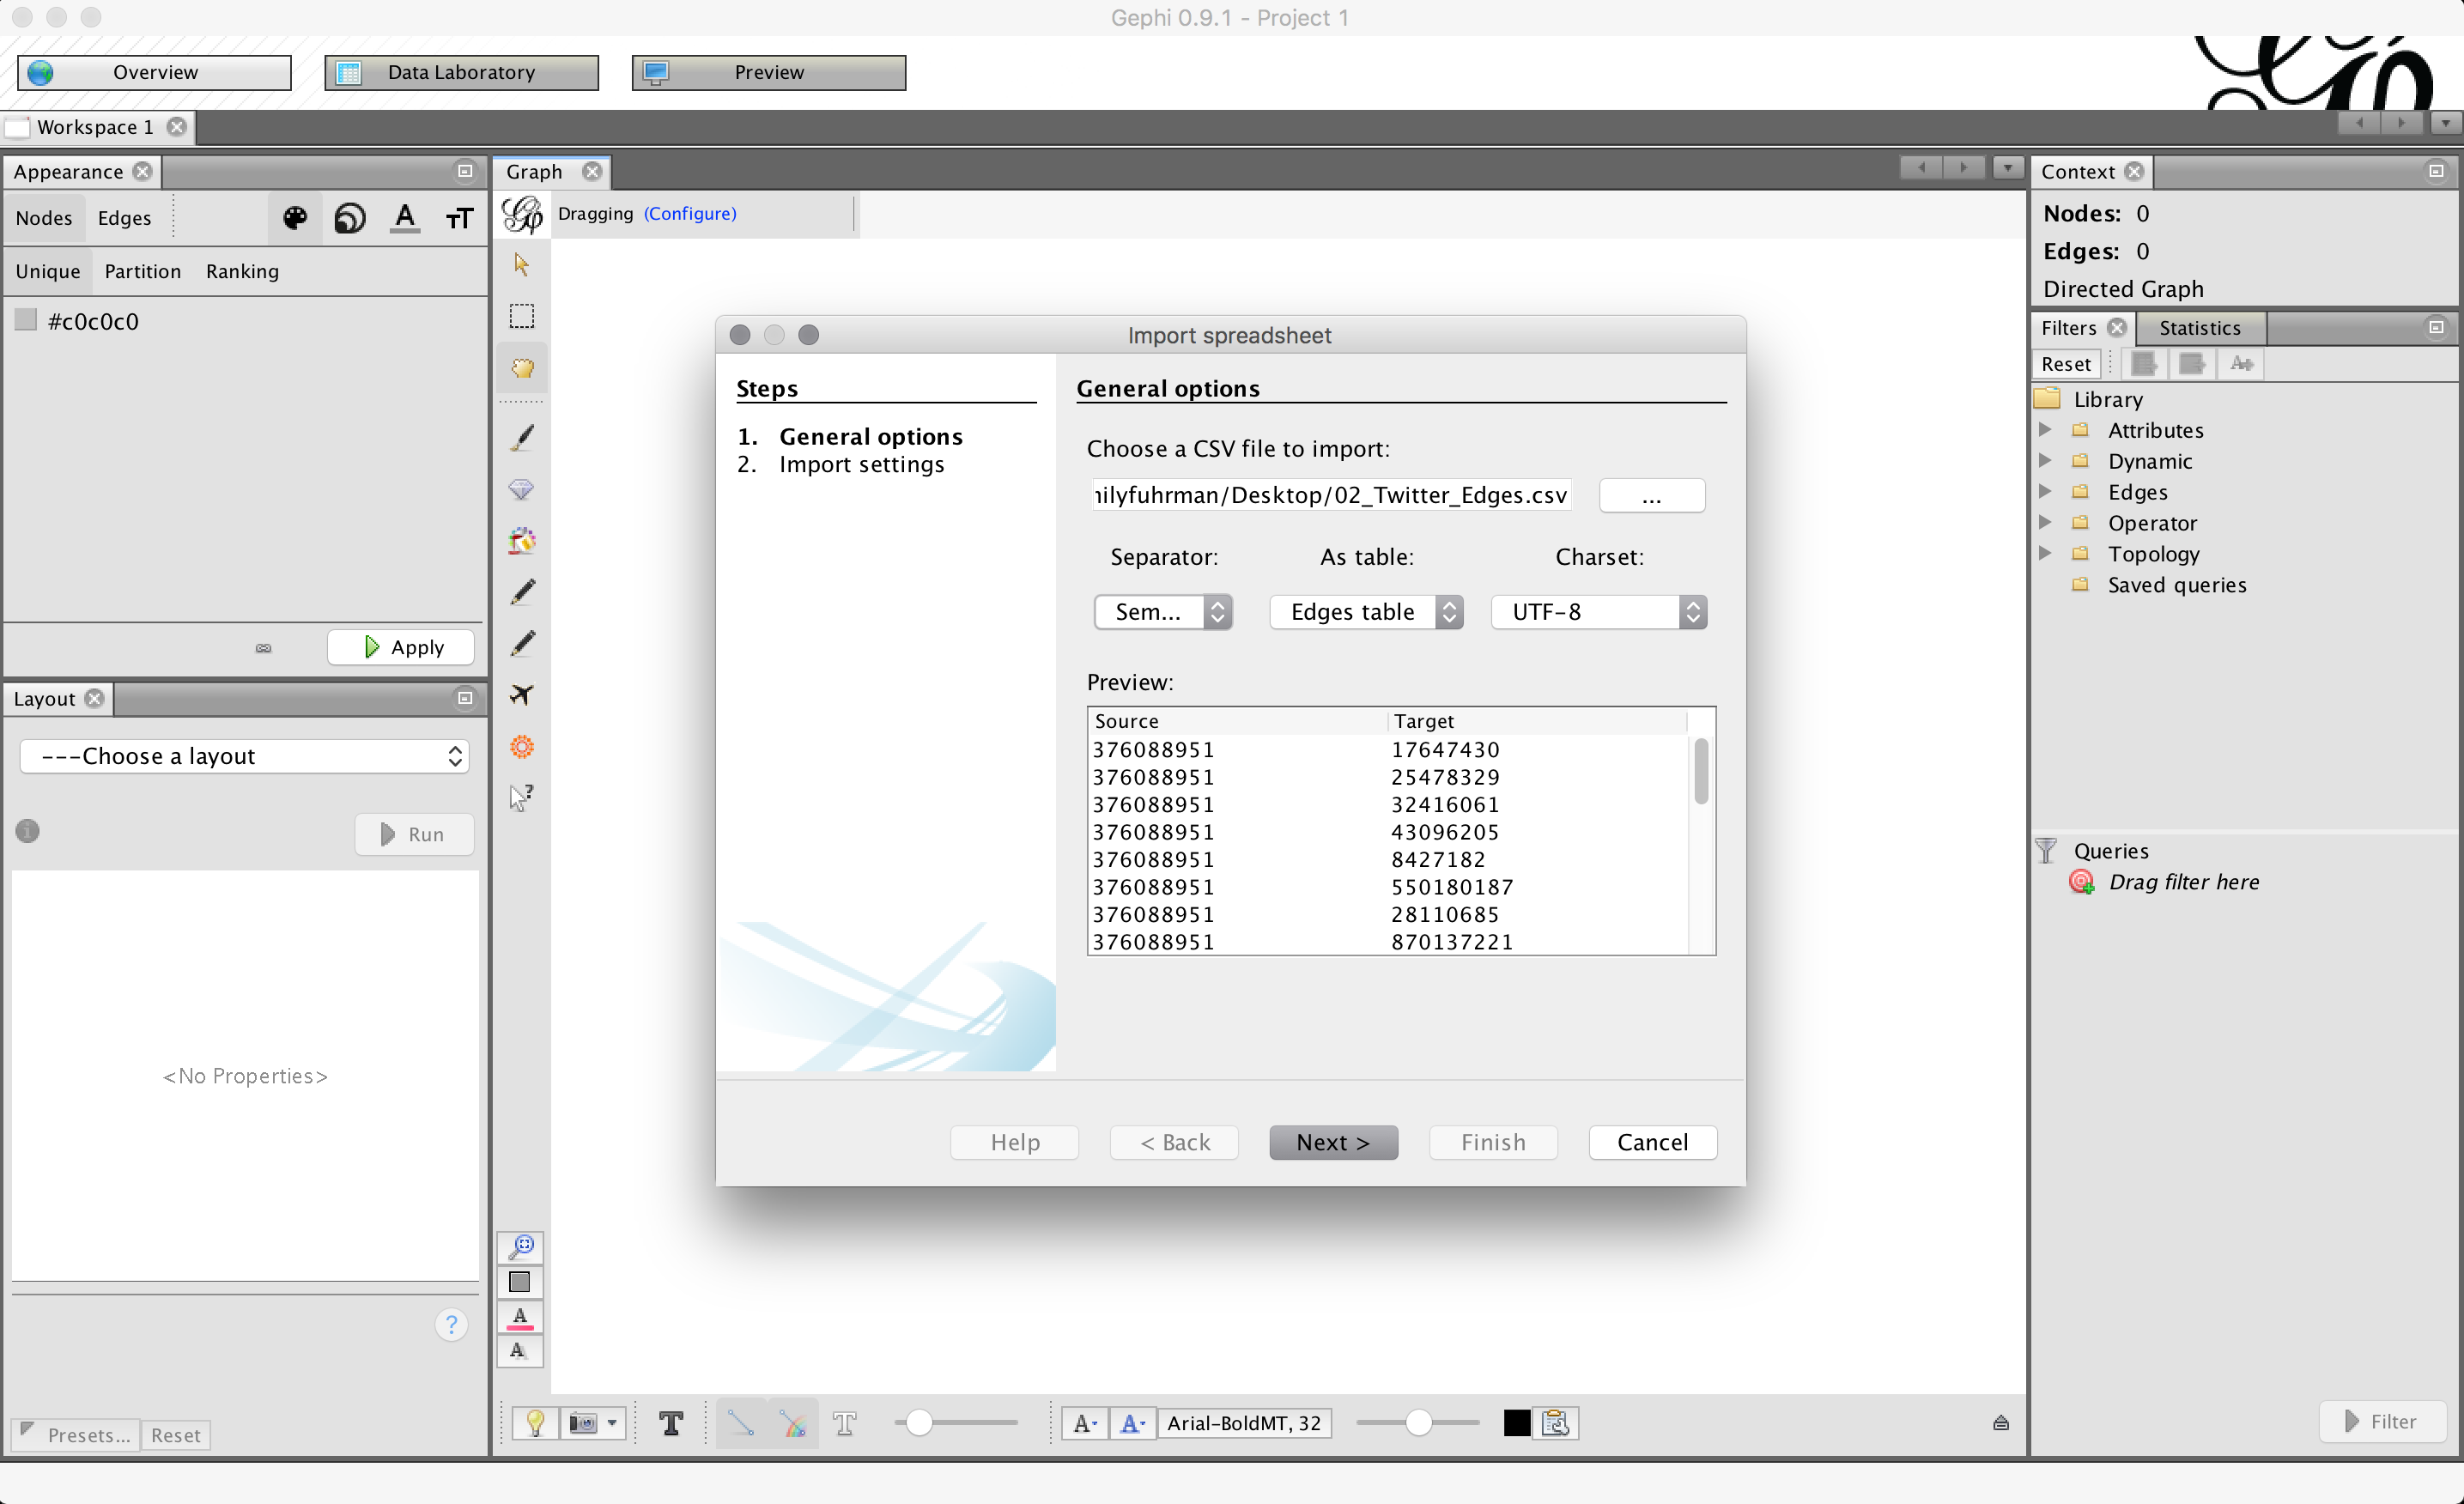 Gephi 0.9.1 - Project 1
Overview
Data Laboratory
Preview
Workspace 1
Appearance
Nodes
Edges
Unique
Partition
Ranking
#c0c0c0
Apply
Layout
---Choose a layout
Run
<No Properties>
?
Presets...
Reset
Graph
Dragging (Configure)
Import spreadsheet
Steps
1. General options
2. Import settings
General options
Choose a CSV file to import:
nilyfuhrman/Desktop/02_Twitter_Edges.csv
...
Separator:
As table:
Charset:
Sem...
Edges table
UTF-8
Preview:
Source Target
376088951 17647430
376088951 25478329
376088951 32416061
376088951 43096205
376088951 8427182
376088951 550180187
376088951 28110685
376088951 870137221
Help
< Back
Next >
Finish
Cancel
Arial-BoldMT, 32
Context
Nodes: 0
Edges: 0
Directed Graph
Filters
Statistics
Reset
Library
Attributes
Dynamic
Edges
Operator
Topology
Saved queries
Queries
Drag filter here
Filter